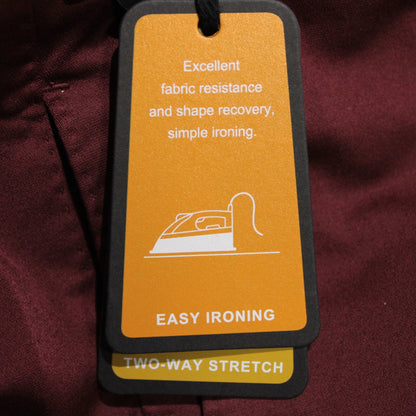 Excellent
fabric resistance
and shape recovery,
simple ironing.
EASY IRONING
TWO-WAY STRETCH